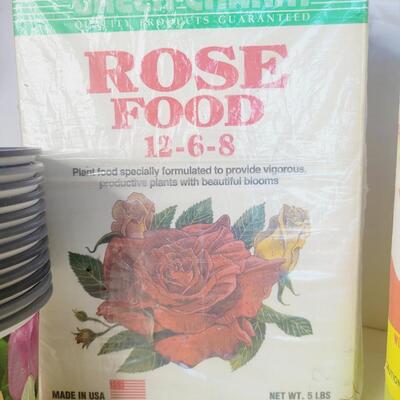 QUALITY PRODUCTS GUARANTEED
ROSE
FOOD
12-6-8
Plant food specially formulated to provide vigorous,
productive plants with beautiful blooms
MADE IN USA
NET WT. 5 LBS